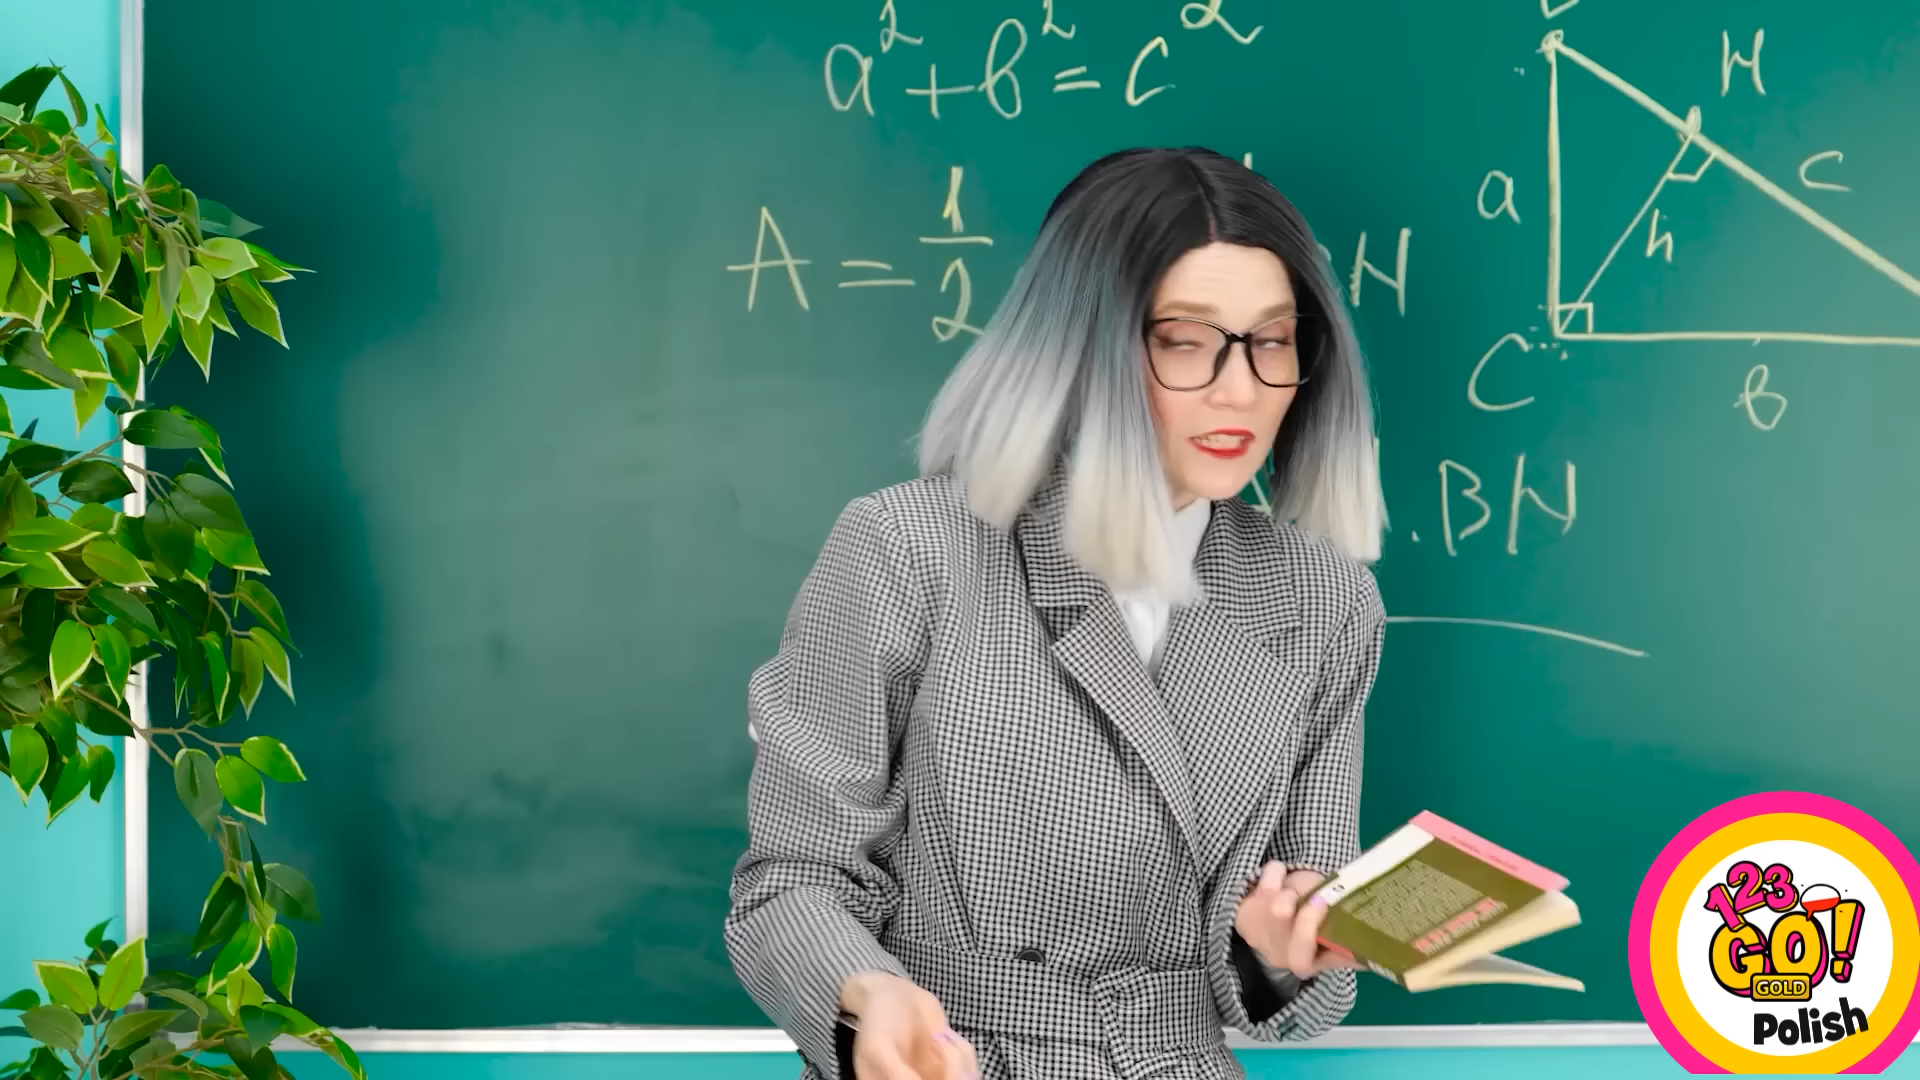 a² + b² = c²
A = 1/2
H
H
a
c
h
C
b
. BH
123
GO!
GOLD
Polish